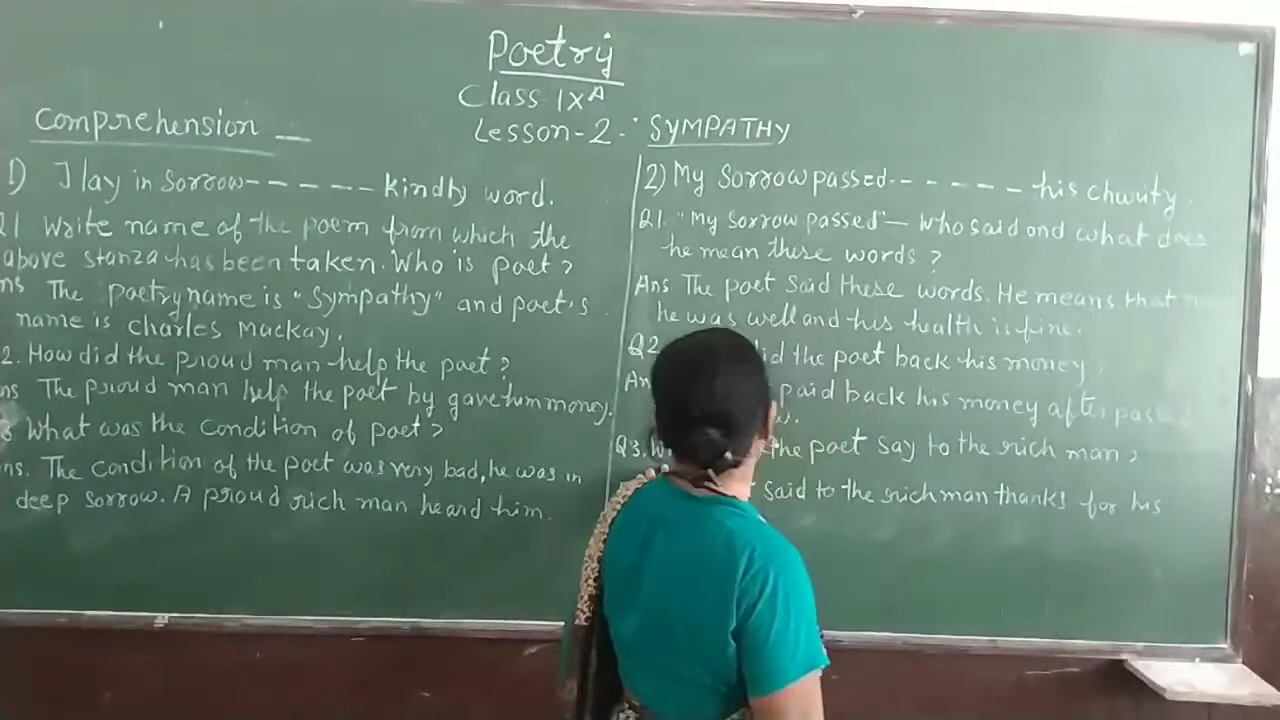 Poetry
Class IXA
Lesson-2. SYMPATHY
Comprehension —
1) I lay in Sorrow------ kindly word.
Q1 Write name of the poem from which the
above stanza has been taken. Who is poet?
ns The poetry name is "Sympathy" and poet's
name is Charles Mackay.
2. How did the proud man help the poet?
ns The proud man help the poet by gave him money.
What was the condition of poet?
ns. The condition of the poet was very bad, he was in
deep sorrow. A proud rich man heard him.
2) My Sorrow passed------- his charity.
Q1. "My sorrow passed" — Who said and what does
he mean these words?
Ans The poet said these words. He means that
he was well and his health is fine.
Q2 did the poet back his money
An paid back his money after
Q3. the poet say to the rich man?
said to the rich man thanks for his